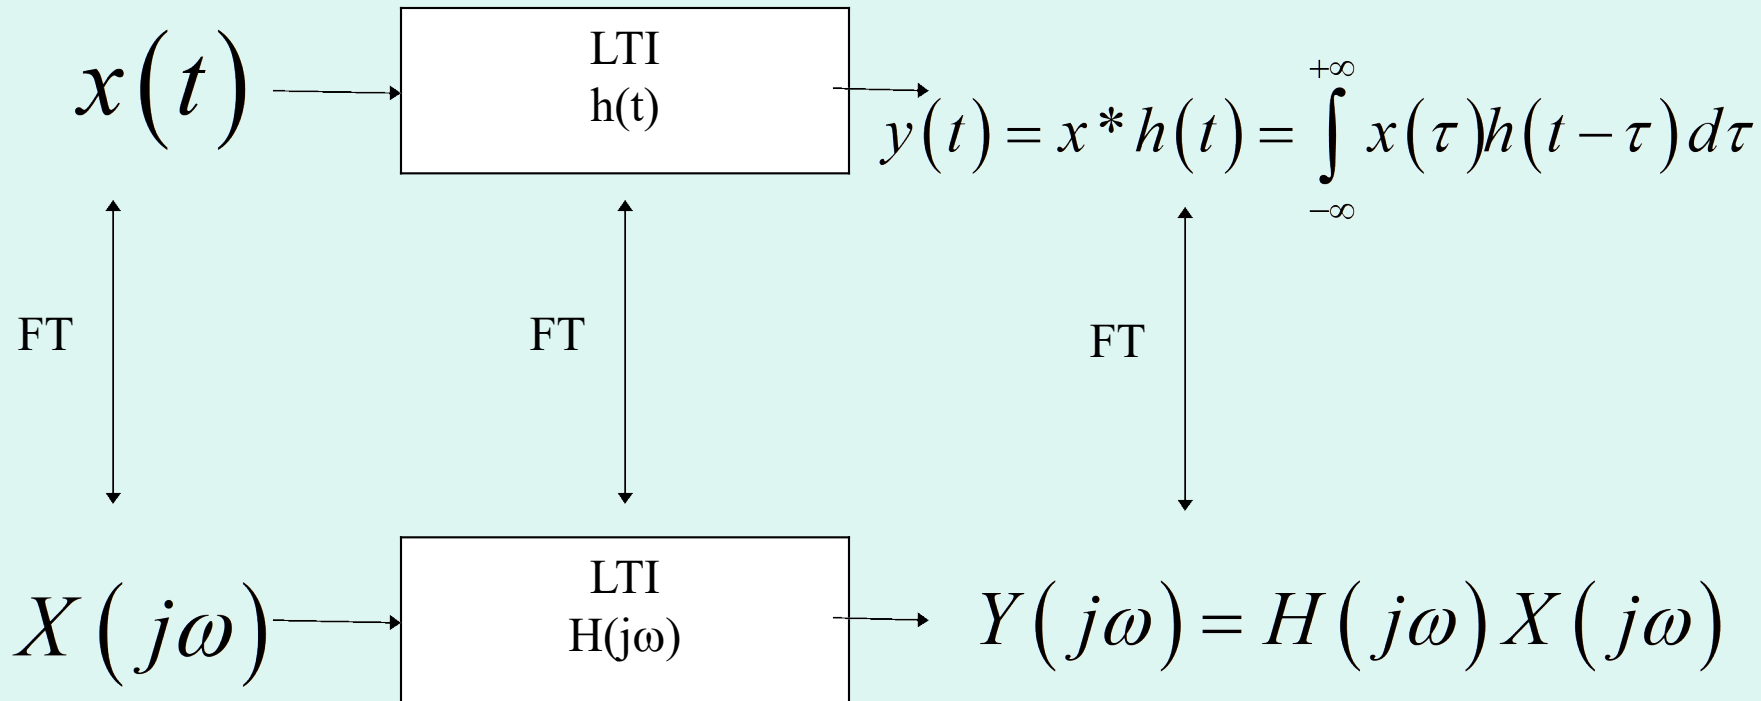 x(t)
LTI
h(t)
y(t) = x * h(t) = ∫_{-∞}^{+∞} x(τ)h(t − τ)dτ
FT
FT
FT
X(jω)
LTI
H(jω)
Y(jω) = H(jω)X(jω)